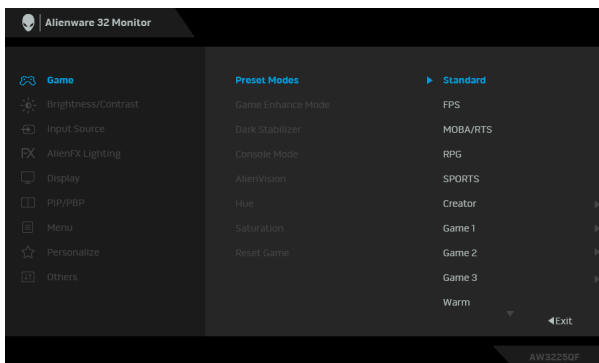 Alienware 32 Monitor
Game
Preset Modes
Standard
Brightness/Contrast
Game Enhance Mode
FPS
Input Source
Dark Stabilizer
MOBA/RTS
AlienFX Lighting
Console Mode
RPG
Display
AlienVision
SPORTS
PIP/PBP
Hue
Creator
Menu
Saturation
Game 1
Personalize
Reset Game
Game 2
Others
Game 3
Warm
Exit
AW3225QF